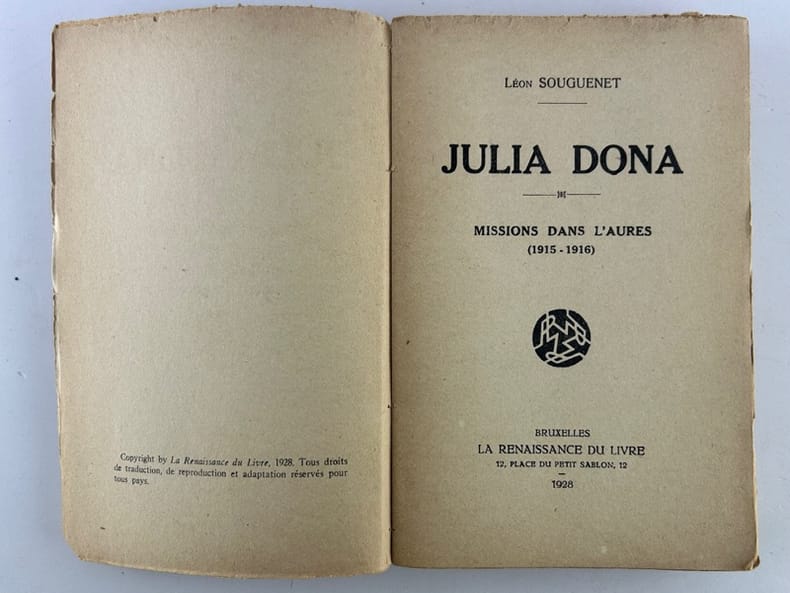 Copyright by La Renaissance du Livre, 1928. Tous droits
de traduction, de reproduction et adaptation réservés pour
tous pays.
Léon SOUGUENET
JULIA DONA
MISSIONS DANS L'AURES
(1915-1916)
BRUXELLES
LA RENAISSANCE DU LIVRE
12, PLACE DU PETIT SABLON, 12
1928